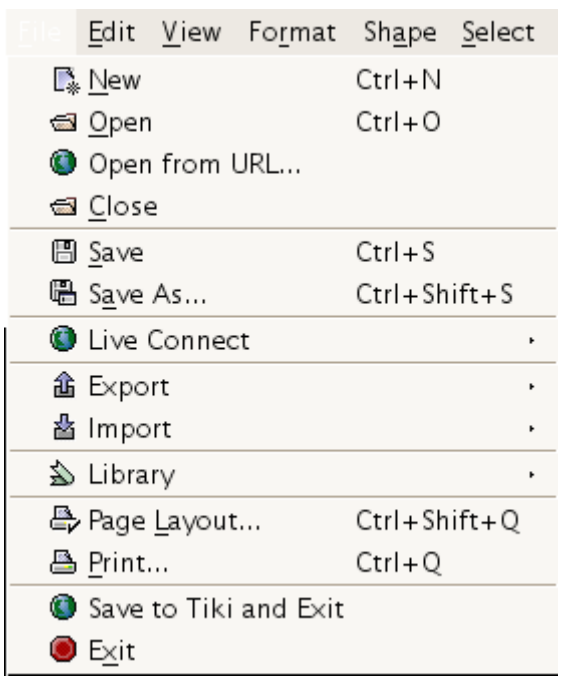 File Edit View Format Shape Select
New Ctrl+N
Open Ctrl+O
Open from URL...
Close
Save Ctrl+S
Save As... Ctrl+Shift+S
Live Connect
Export
Import
Library
Page Layout... Ctrl+Shift+Q
Print... Ctrl+Q
Save to Tiki and Exit
Exit